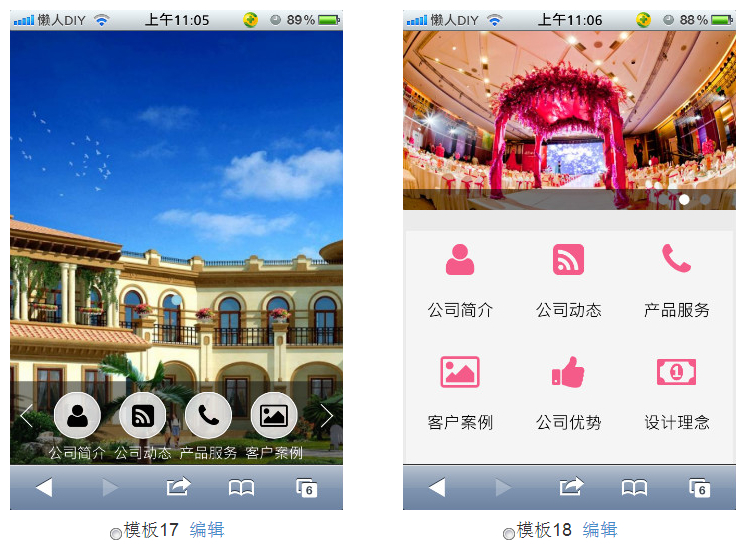 懒人DIY 上午11:05 89%
公司简介 公司动态 产品服务 客户案例
6
模板17 编辑
懒人DIY 上午11:06 88%
公司简介 公司动态 产品服务
1
客户案例 公司优势 设计理念
6
模板18 编辑